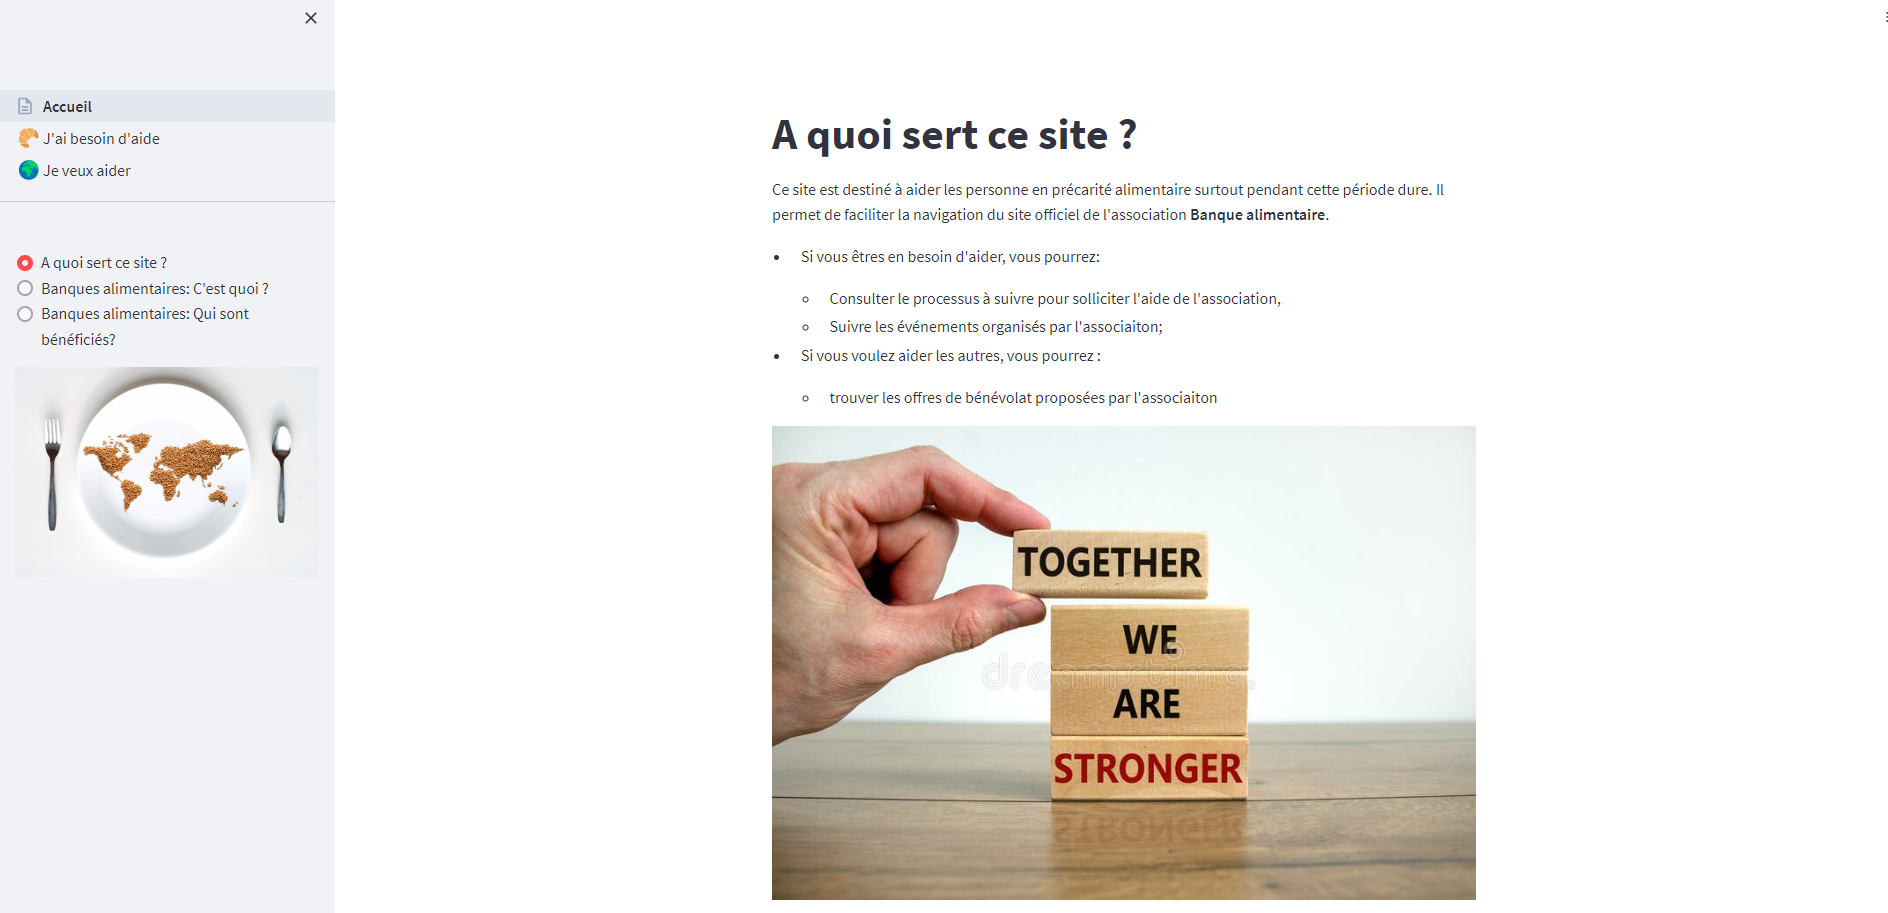 Accueil
J'ai besoin d'aide
Je veux aider
A quoi sert ce site ?
Banques alimentaires: C'est quoi ?
Banques alimentaires: Qui sont
bénéficiés?
A quoi sert ce site ?
Ce site est destiné à aider les personne en précarité alimentaire surtout pendant cette période dure. Il
permet de faciliter la navigation du site officiel de l'association Banque alimentaire.
Si vous êtres en besoin d'aider, vous pourrez:
Consulter le processus à suivre pour solliciter l'aide de l'association,
Suivre les événements organisés par l'associaiton;
Si vous voulez aider les autres, vous pourrez :
trouver les offres de bénévolat proposées par l'associaiton
TOGETHER
WE
dreamstime.
ARE
STRONGER